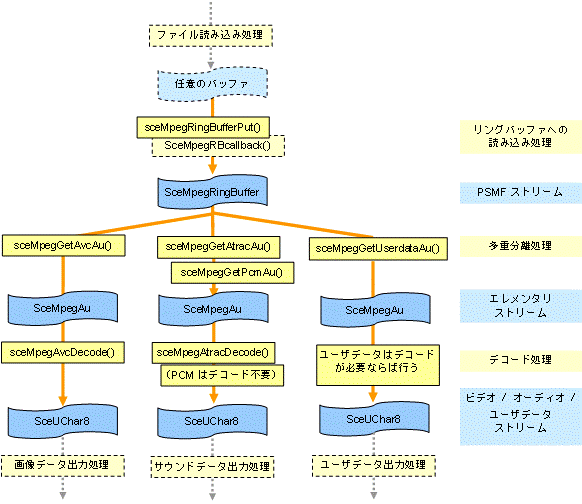 ファイル読み込み処理
任意のバッファ
sceMpegRingBufferPut()
SceMpegRBcallback()
リングバッファへの
読み込み処理
SceMpegRingBuffer
PSMF ストリーム
sceMpegGetAvcAu()
sceMpegGetAtracAu()
sceMpegGetUserdataAu()
多重分離処理
sceMpegGetPcmAu()
SceMpegAu
SceMpegAu
SceMpegAu
エレメンタリ
ストリーム
sceMpegAvcDecode()
sceMpegAtracDecode()
(PCM はデコード不要)
ユーザデータはデコード
が必要ならば行う
デコード処理
SceUChar8
SceUChar8
SceUChar8
ビデオ / オーディオ /
ユーザデータ
ストリーム
画像データ出力処理
サウンドデータ出力処理
ユーザデータ出力処理